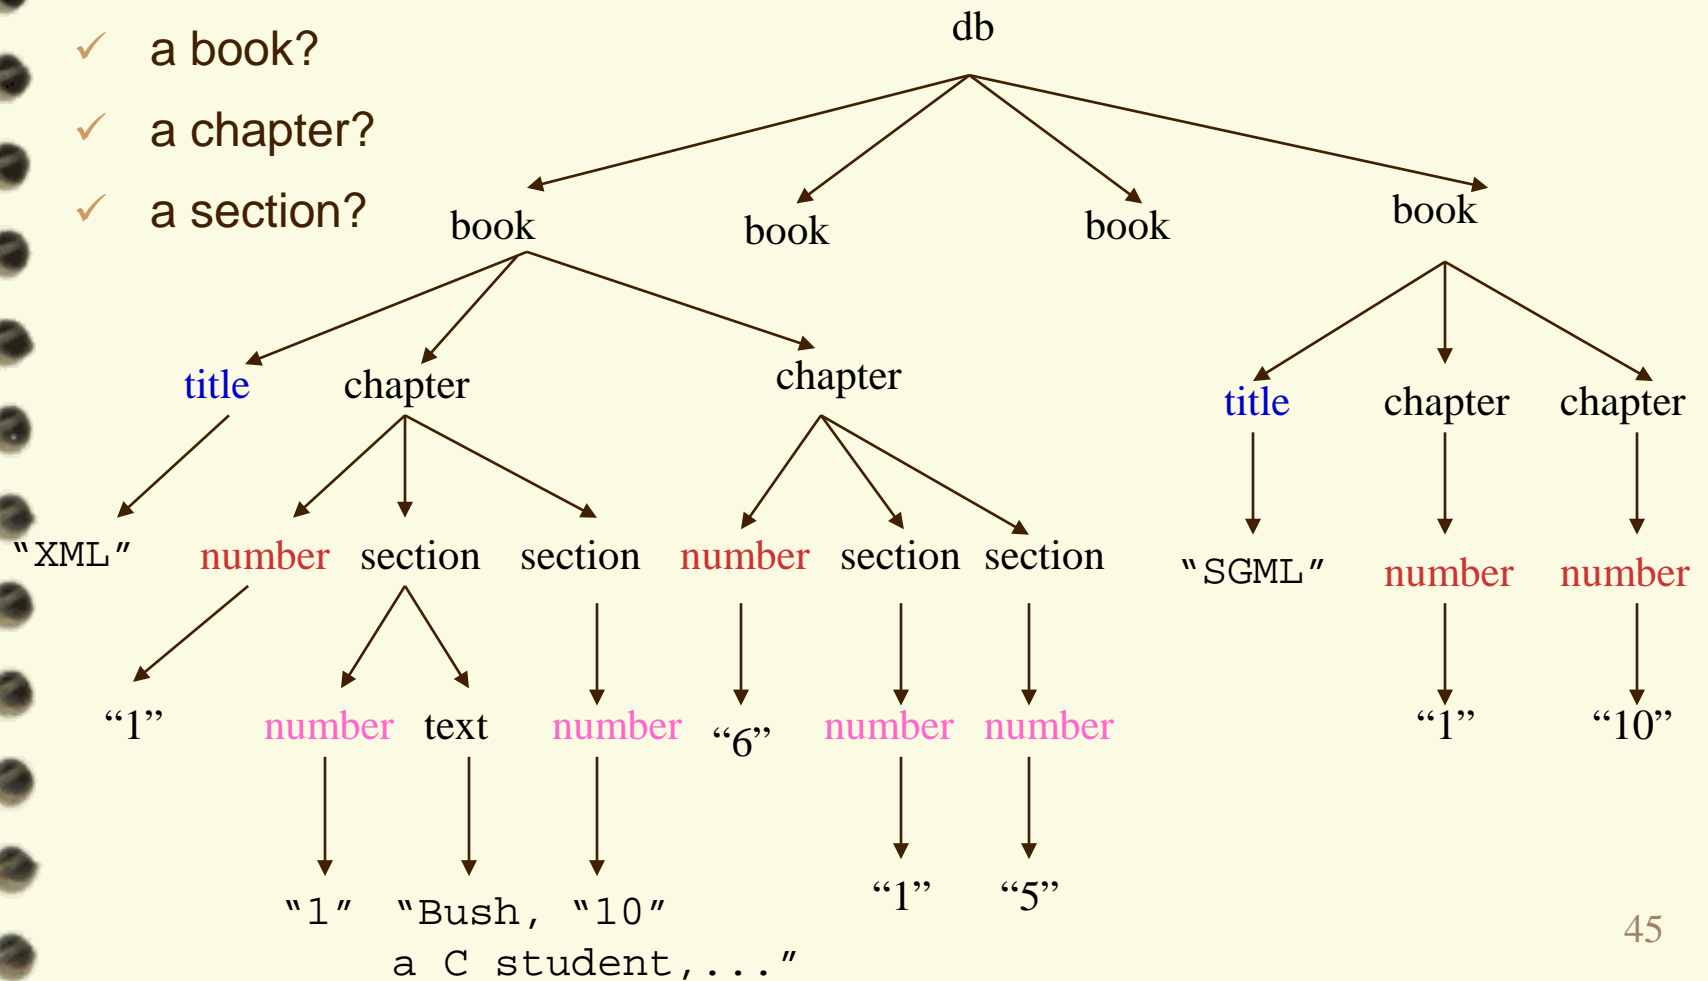 ✓ a book?
✓ a chapter?
✓ a section?
db
book book book book
title chapter chapter title chapter chapter
“XML” number section section number section section “SGML” number number
“1” number text number “6” number number “1” “10”
“1” “Bush, “10” “1” “5”
a C student,...”
45